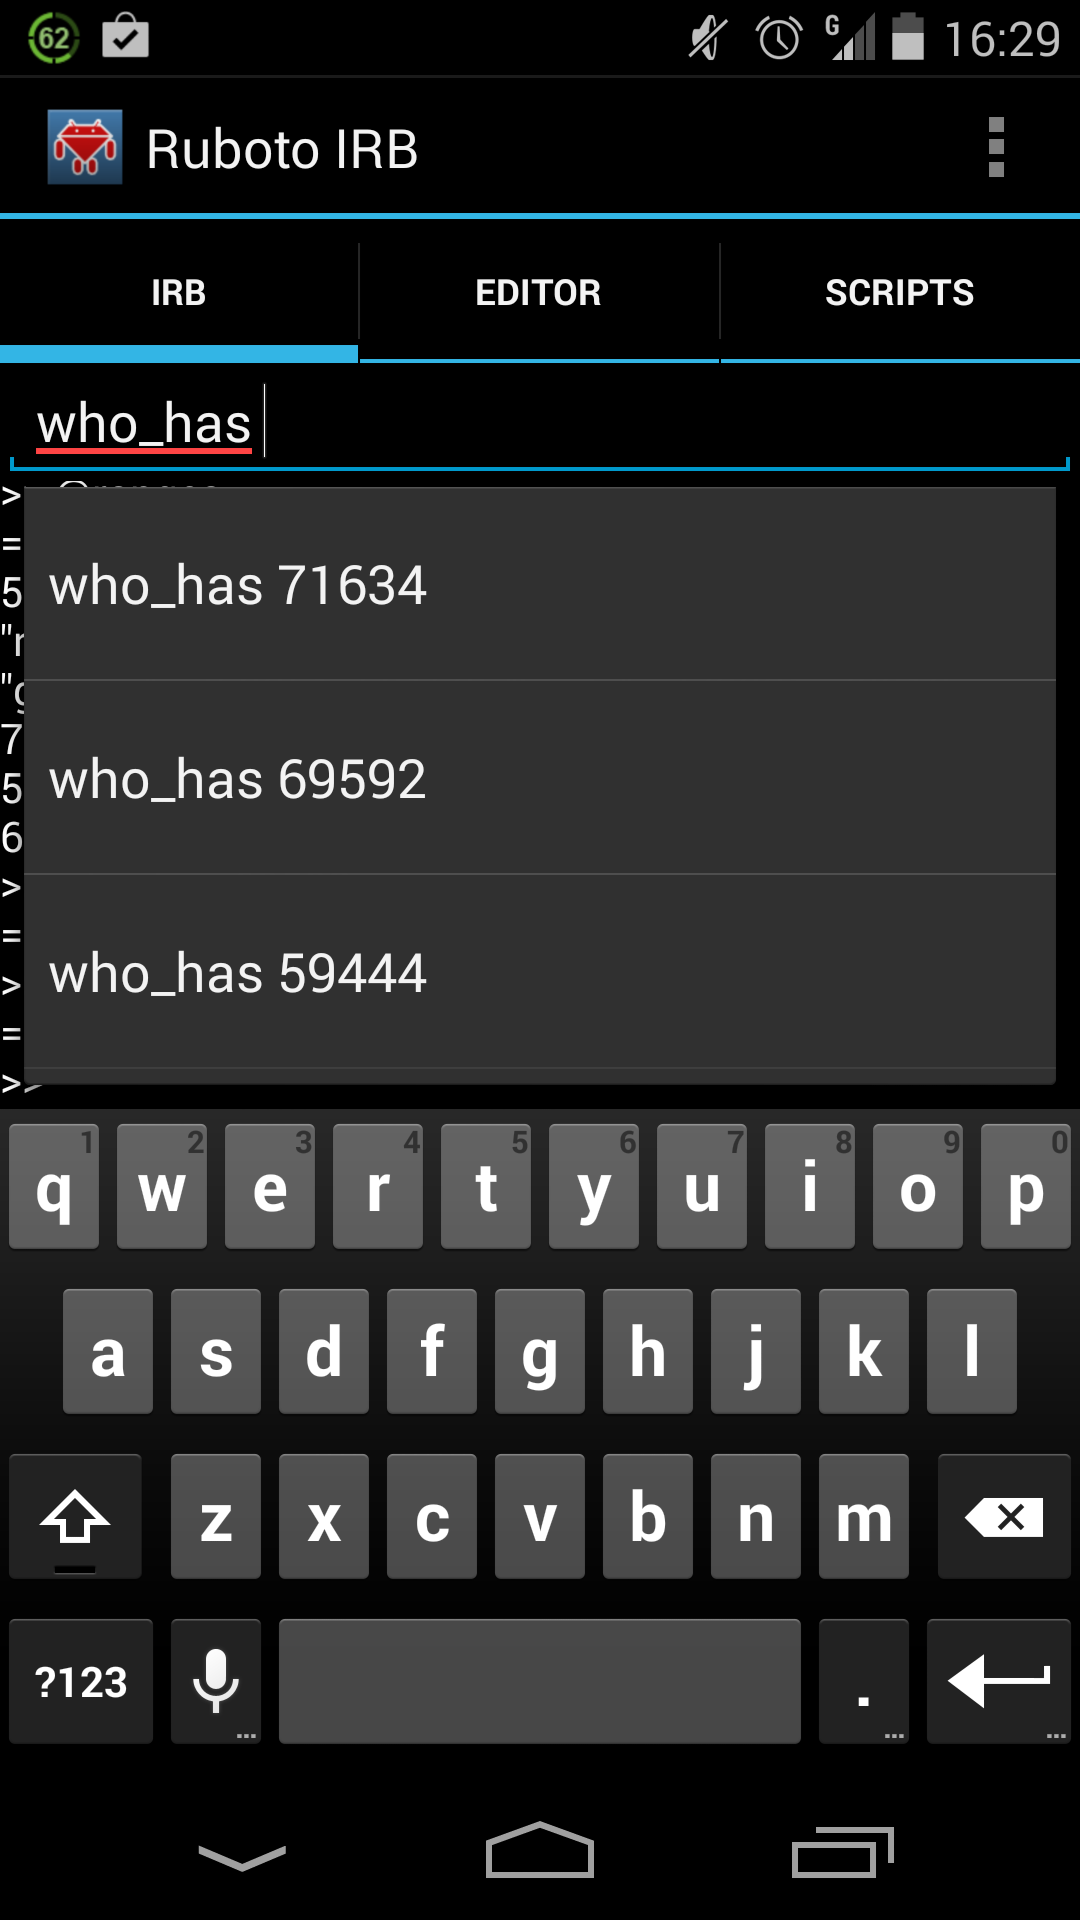 62
G 16:29
Ruboto IRB
IRB EDITOR SCRIPTS
who_has
>
=
5
"r
"g
7
5
6
>
=
>
=
>>
who_has 71634
who_has 69592
who_has 59444
1 2 3 4 5 6 7 8 9 0
q w e r t y u i o p
a s d f g h j k l
z x c v b n m
?123 .